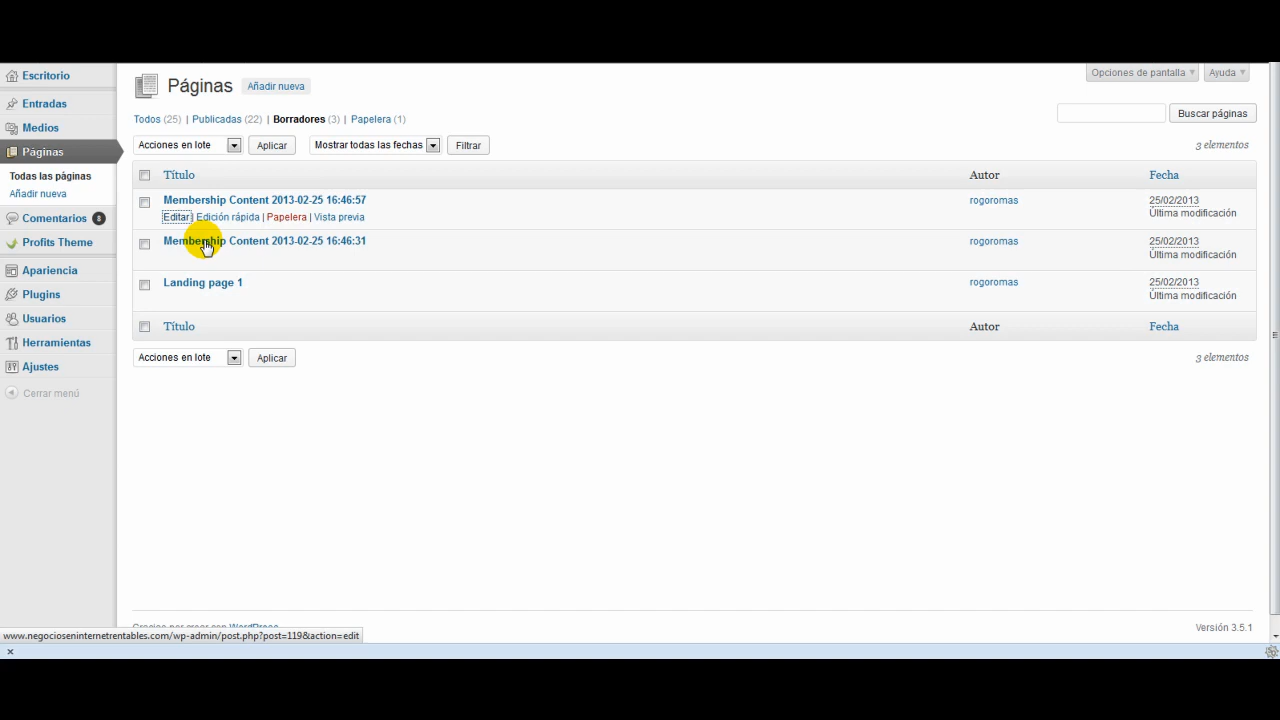 Opciones de pantalla
Ayuda
Escritorio
Entradas
Medios
Páginas
Todas las páginas
Añadir nueva
Comentarios 8
Profits Theme
Apariencia
Plugins
Usuarios
Herramientas
Ajustes
Cerrar menú
Páginas Añadir nueva
Todos (25) | Publicadas (22) | Borradores (3) | Papelera (1)
Buscar páginas
Acciones en lote Aplicar Mostrar todas las fechas Filtrar 3 elementos
Título Autor Fecha
Membership Content 2013-02-25 16:46:57 rogoromas 25/02/2013
Editar | Edición rápida | Papelera | Vista previa Última modificación
Membership Content 2013-02-25 16:46:31 rogoromas 25/02/2013
Última modificación
Landing page 1 rogoromas 25/02/2013
Última modificación
Título Autor Fecha
Acciones en lote Aplicar 3 elementos
Gracias por crear con WordPress Versión 3.5.1
www.negocioseninternetrentables.com/wp-admin/post.php?post=119&action=edit